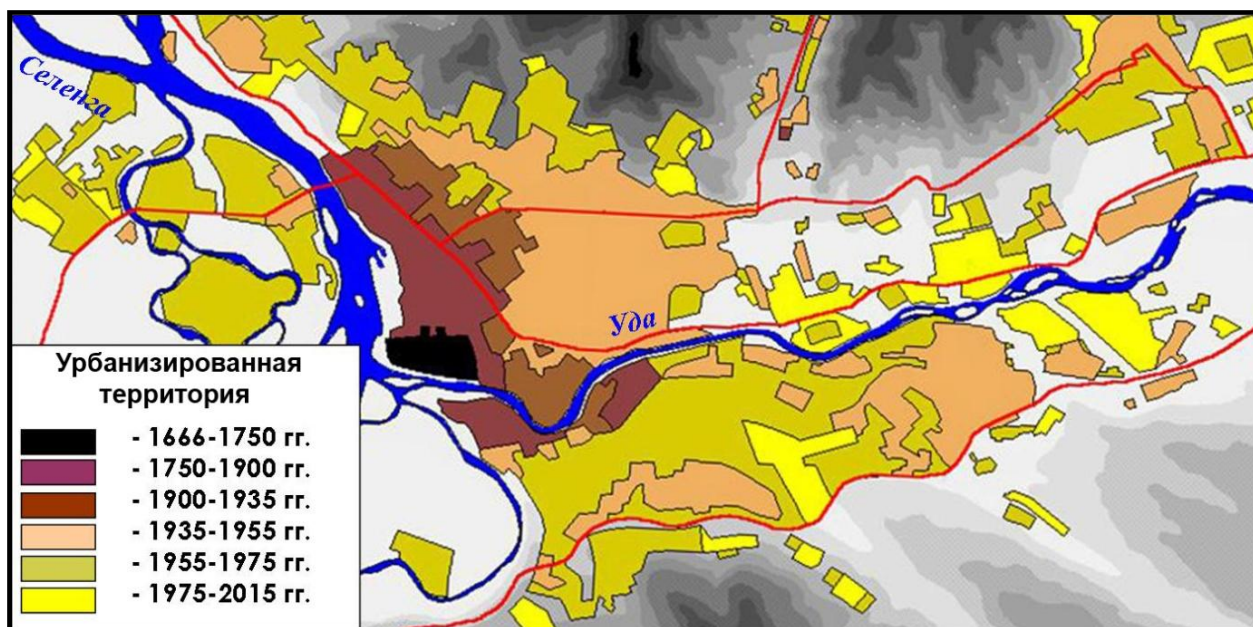 Селенга
Уда
Урбанизированная
территория
- 1666-1750 гг.
- 1750-1900 гг.
- 1900-1935 гг.
- 1935-1955 гг.
- 1955-1975 гг.
- 1975-2015 гг.